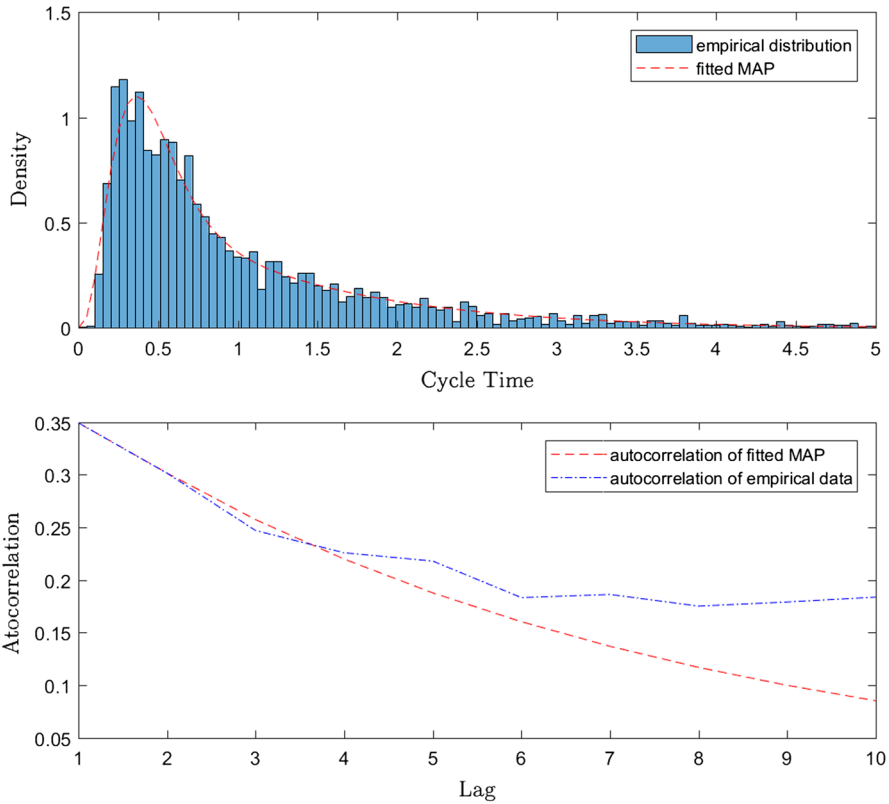 1.5
1
0.5
0
Density
empirical distribution
fitted MAP
0 0.5 1 1.5 2 2.5 3 3.5 4 4.5 5
Cycle Time
0.35
0.3
0.25
0.2
0.15
0.1
0.05
Atocorrelation
autocorrelation of fitted MAP
autocorrelation of empirical data
1 2 3 4 5 6 7 8 9 10
Lag